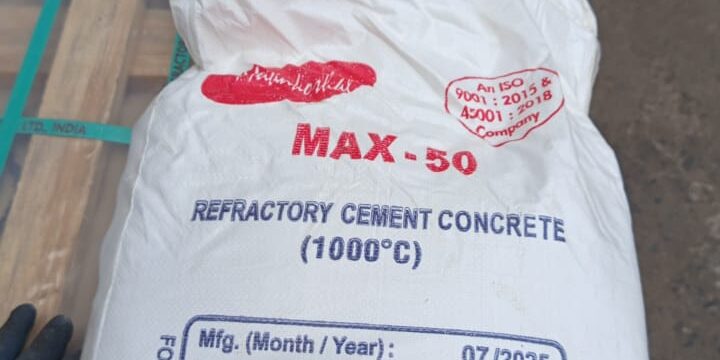 An ISO
9001 : 2015 &
45001 : 2018
Company
MAX - 50
LTD. INDIA
REFRACTORY CEMENT CONCRETE
(1000°C)
Mfg. (Month / Year) : 07/2025
FO